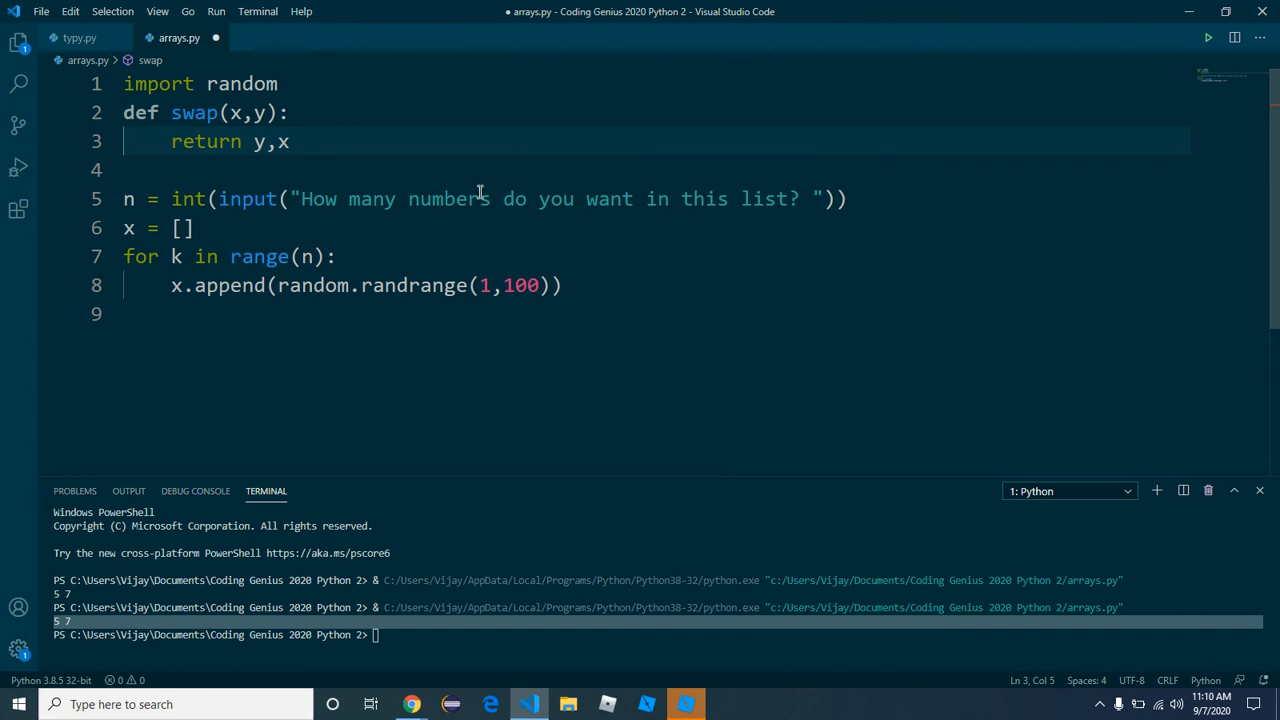 File Edit Selection View Go Run Terminal Help
● arrays.py - Coding Genius 2020 Python 2 - Visual Studio Code
typy.py arrays.py ●
arrays.py > swap
1 import random
2 def swap(x,y):
3 return y,x
4
5 n = int(input("How many numbers do you want in this list? "))
6 x = []
7 for k in range(n):
8 x.append(random.randrange(1,100))
9
PROBLEMS OUTPUT DEBUG CONSOLE TERMINAL 1: Python
Windows PowerShell
Copyright (C) Microsoft Corporation. All rights reserved.
Try the new cross-platform PowerShell https://aka.ms/pscore6
PS C:\Users\Vijay\Documents\Coding Genius 2020 Python 2> & C:/Users/Vijay/AppData/Local/Programs/Python/Python38-32/python.exe "c:/Users/Vijay/Documents/Coding Genius 2020 Python 2/arrays.py"
5 7
PS C:\Users\Vijay\Documents\Coding Genius 2020 Python 2> & C:/Users/Vijay/AppData/Local/Programs/Python/Python38-32/python.exe "c:/Users/Vijay/Documents/Coding Genius 2020 Python 2/arrays.py"
5 7
PS C:\Users\Vijay\Documents\Coding Genius 2020 Python 2>
Python 3.8.5 32-bit 0 0 Ln 3, Col 5 Spaces: 4 UTF-8 CRLF Python
Type here to search
11:10 AM
9/7/2020